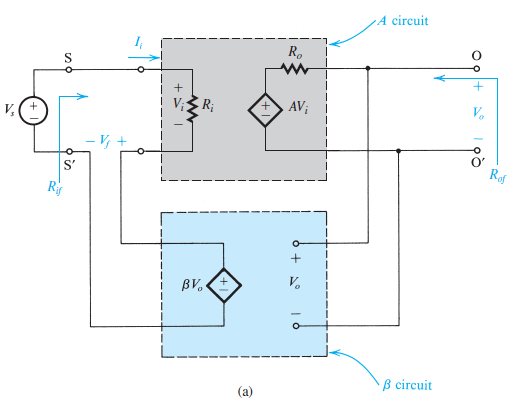 A circuit
I_i
R_o
S
O
+
+
V_s
+
−
V_i
R_i
+
−
AV_i
V_o
−
−
− V_f +
S′
O′
R_if
R_of
βV_o
+
−
+
V_o
−
β circuit
(a)